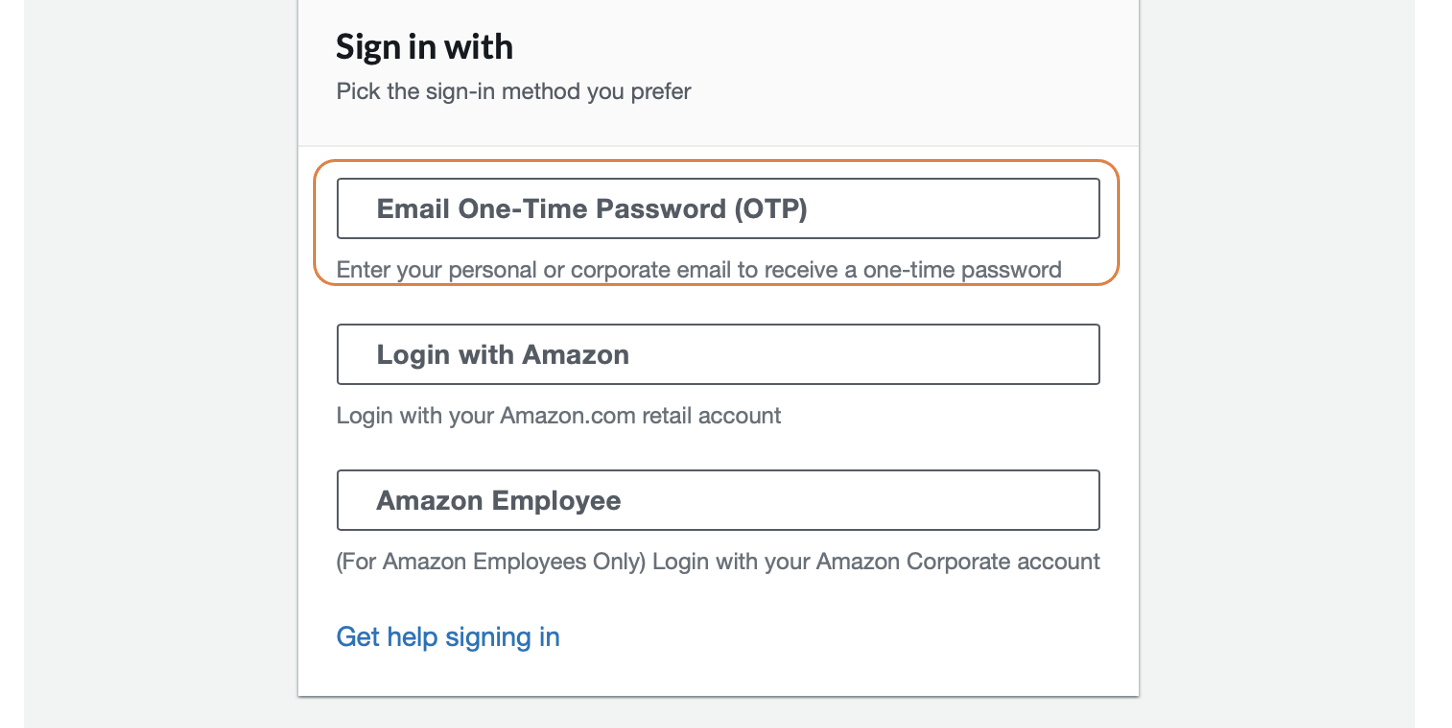 Sign in with
Pick the sign-in method you prefer
Email One-Time Password (OTP)
Enter your personal or corporate email to receive a one-time password
Login with Amazon
Login with your Amazon.com retail account
Amazon Employee
(For Amazon Employees Only) Login with your Amazon Corporate account
Get help signing in